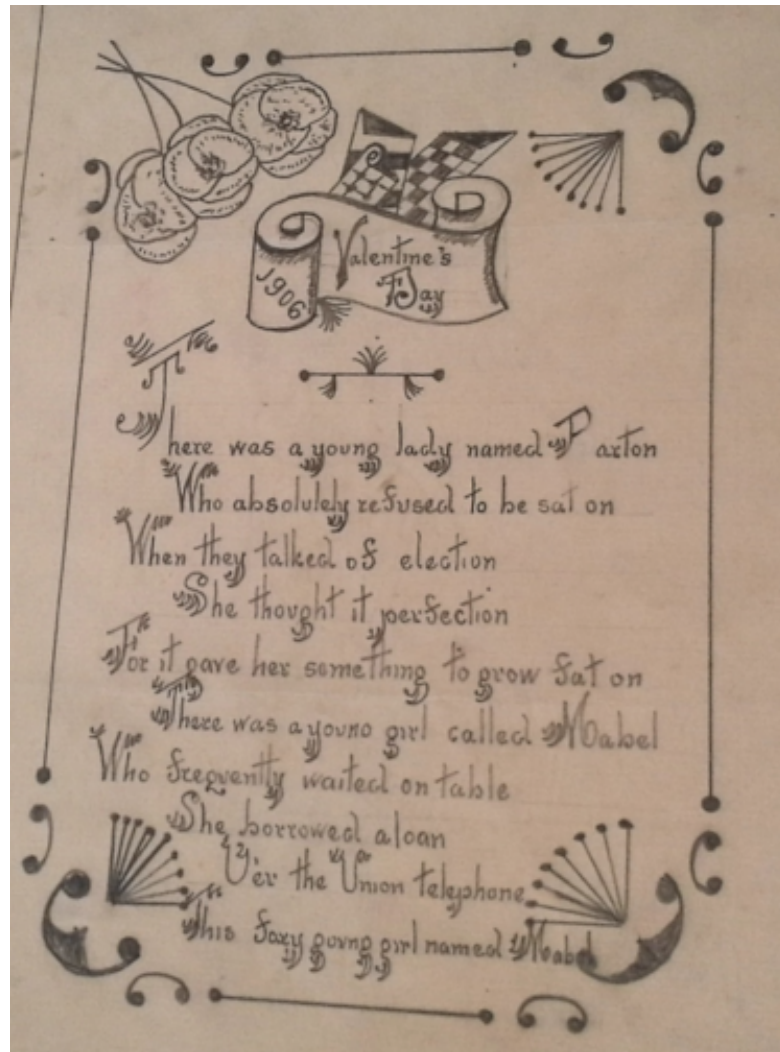 1906
Valentine's
Day
There was a young lady named Paxton
Who absolulely refused to be sat on
When they talked of election
She thought it perfection
For it gave her something to grow fat on
There was a young girl called Mabel
Who frequently waited on table
She borrowed a loan
O'er the Union telephone
This foxy young girl named Mabel